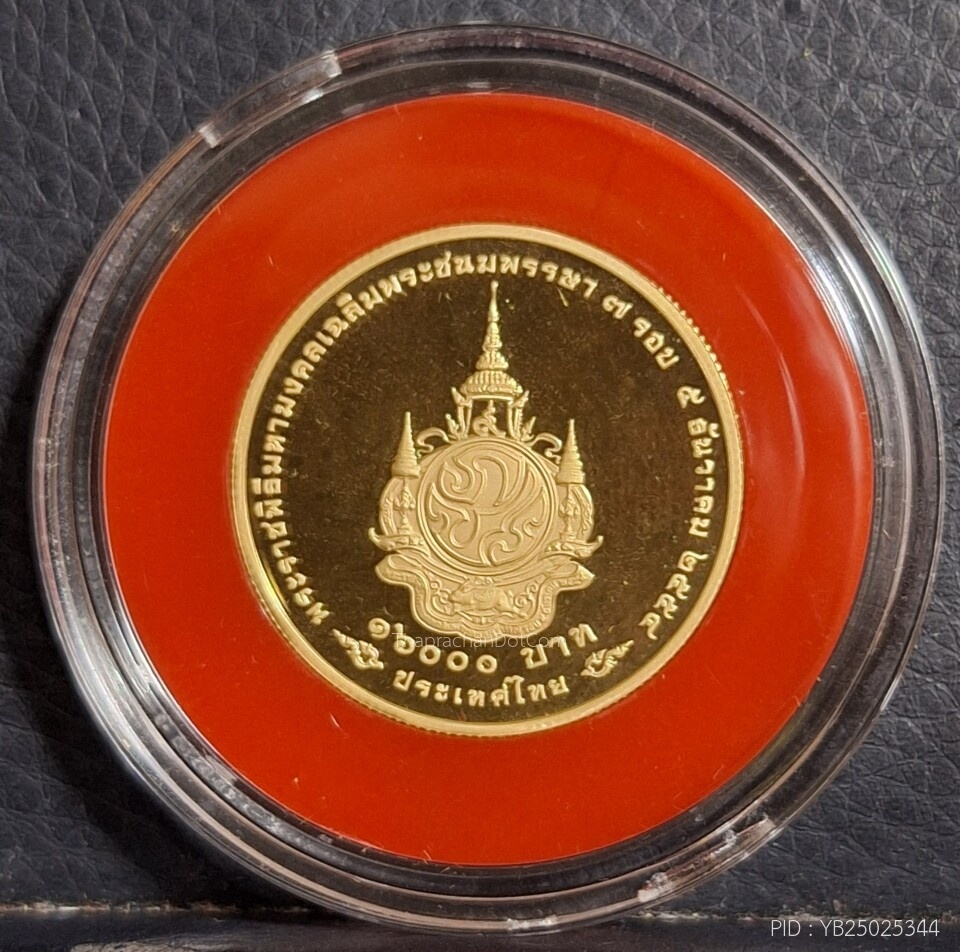 พระราชพิธีมหามงคลเฉลิมพระชนมพรรษา ๗ รอบ ๕ ธันวาคม ๒๕๕๔
๑๖๐๐๐ บาท
ประเทศไทย
ThaprachanDotCom
PID : YB25025344